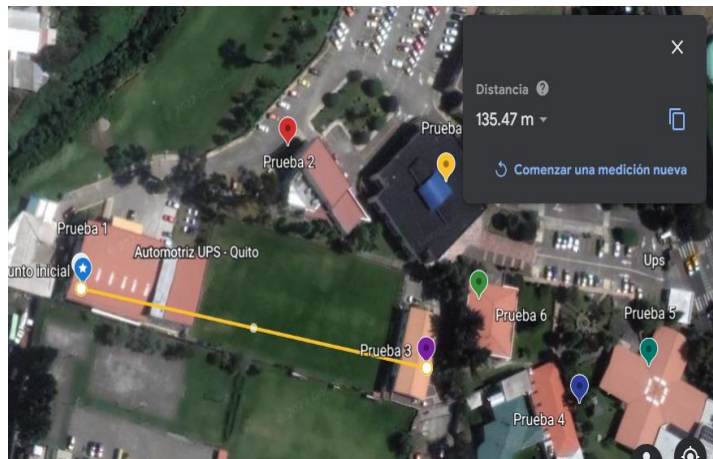 Distancia
135.47 m
Comenzar una medición nueva
Prueba
Prueba 2
Prueba 1
Automotriz UPS - Quito
unto inicial
Ups
Prueba 6
Prueba 5
Prueba 3
Prueba 4